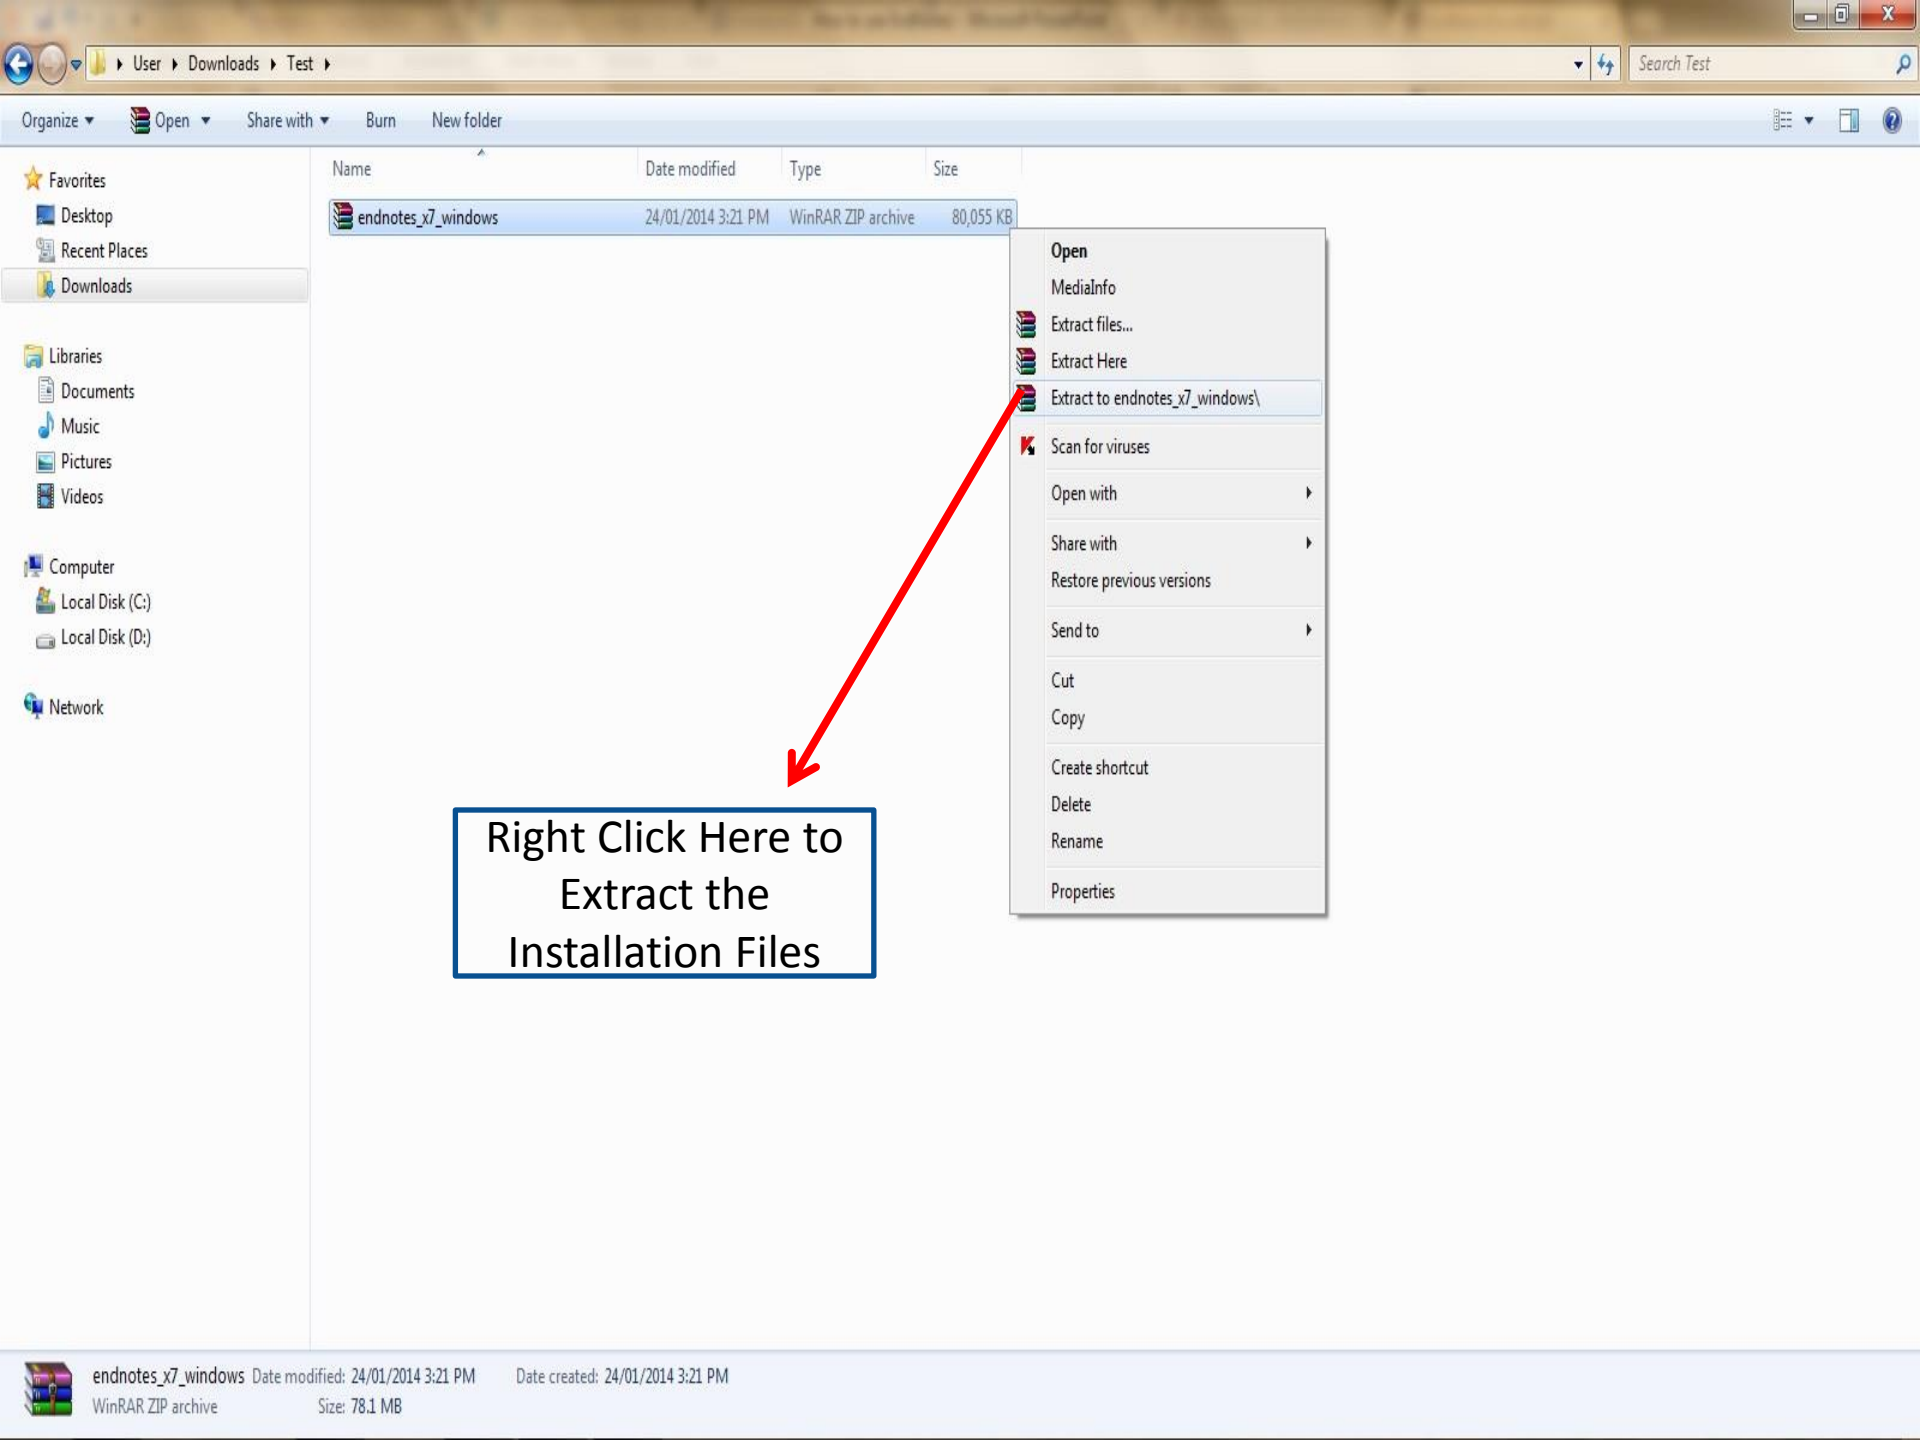 User Downloads Test
Search Test
Organize Open Share with Burn New folder
Name Date modified Type Size
endnotes_x7_windows 24/01/2014 3:21 PM WinRAR ZIP archive 80,055 KB
Favorites
Desktop
Recent Places
Downloads
Libraries
Documents
Music
Pictures
Videos
Computer
Local Disk (C:)
Local Disk (D:)
Network
Open
MediaInfo
Extract files...
Extract Here
Extract to endnotes_x7_windows\
Scan for viruses
Open with
Share with
Restore previous versions
Send to
Cut
Copy
Create shortcut
Delete
Rename
Properties
Right Click Here to
Extract the
Installation Files
endnotes_x7_windows Date modified: 24/01/2014 3:21 PM Date created: 24/01/2014 3:21 PM
WinRAR ZIP archive Size: 78.1 MB